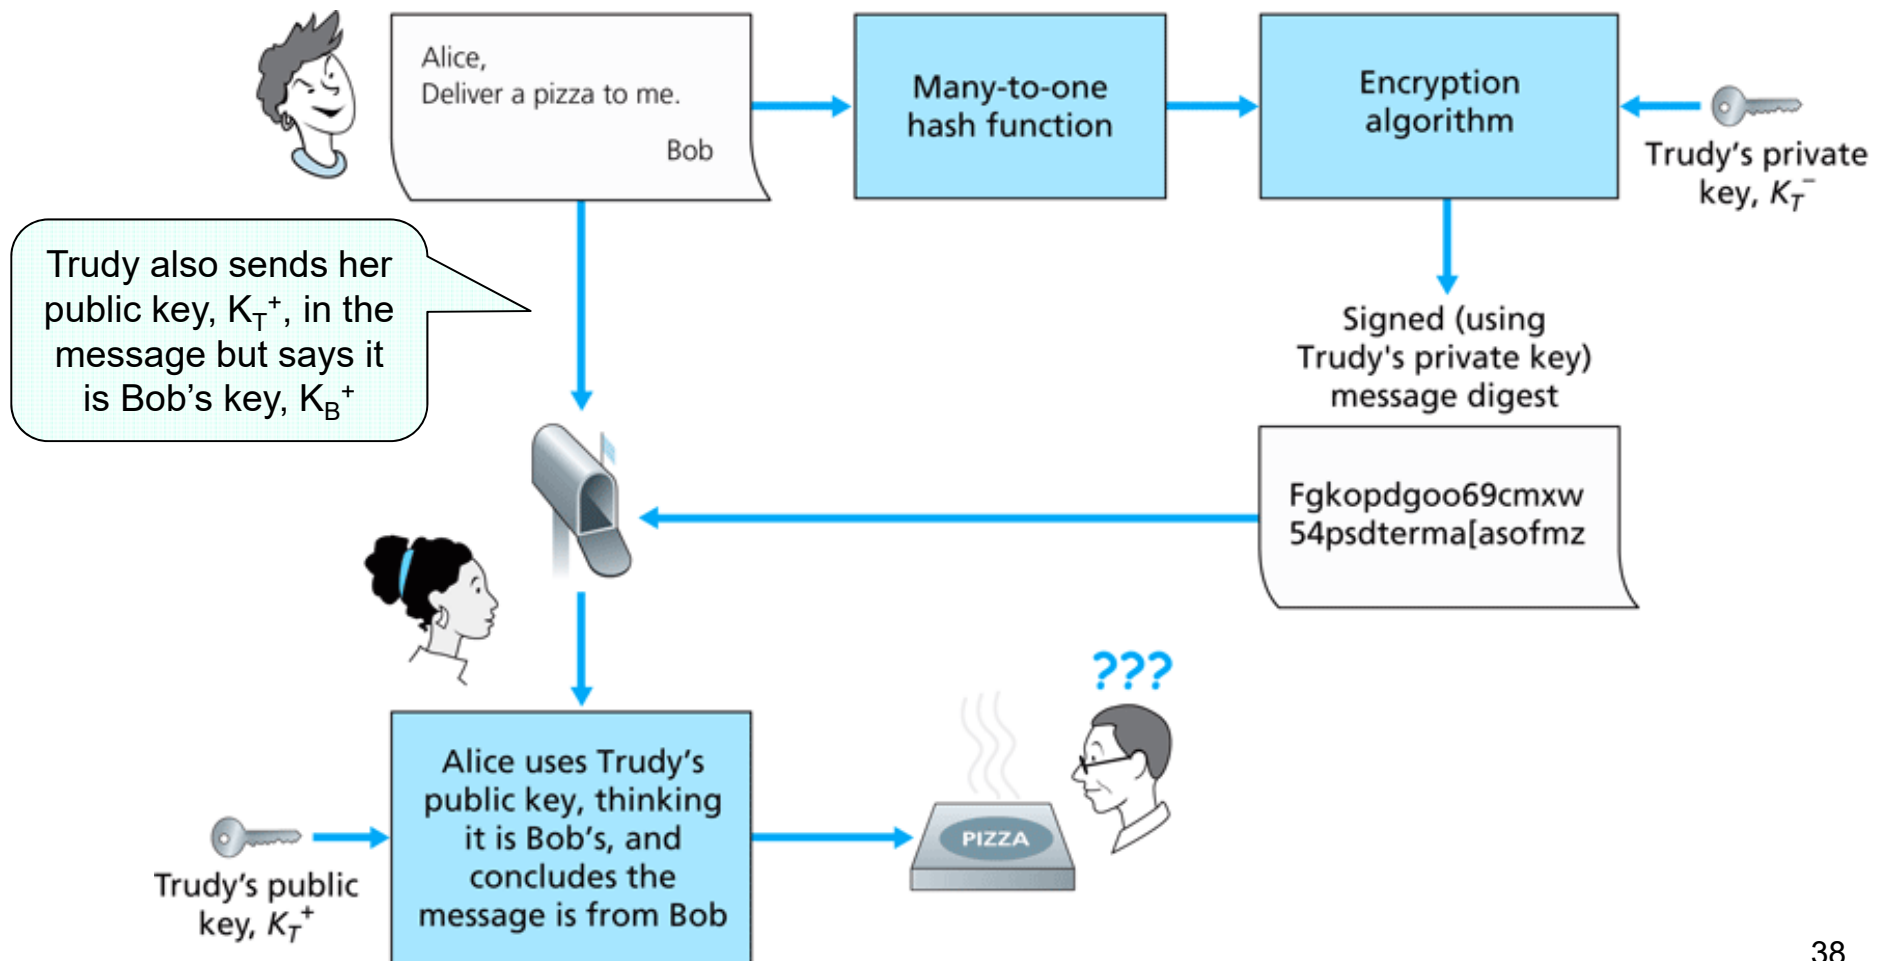 Alice,
Deliver a pizza to me.
Bob
Many-to-one
hash function
Encryption
algorithm
Trudy's private
key, K_T^-
Trudy also sends her
public key, K_T^+, in the
message but says it
is Bob's key, K_B^+
Signed (using
Trudy's private key)
message digest
Fgkopdgoo69cmxw
54psdterma[asofmz
???
Alice uses Trudy's
public key, thinking
it is Bob's, and
concludes the
message is from Bob
PIZZA
Trudy's public
key, K_T^+
38